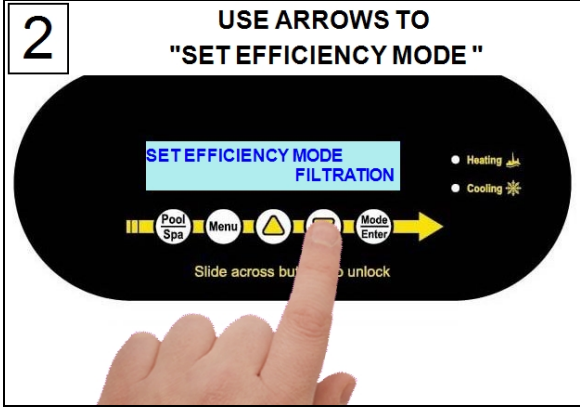 2
USE ARROWS TO
"SET EFFICIENCY MODE "
SET EFFICIENCY MODE
FILTRATION
Heating
Cooling
Pool
Spa
Menu
Mode
Enter
Slide across unlock